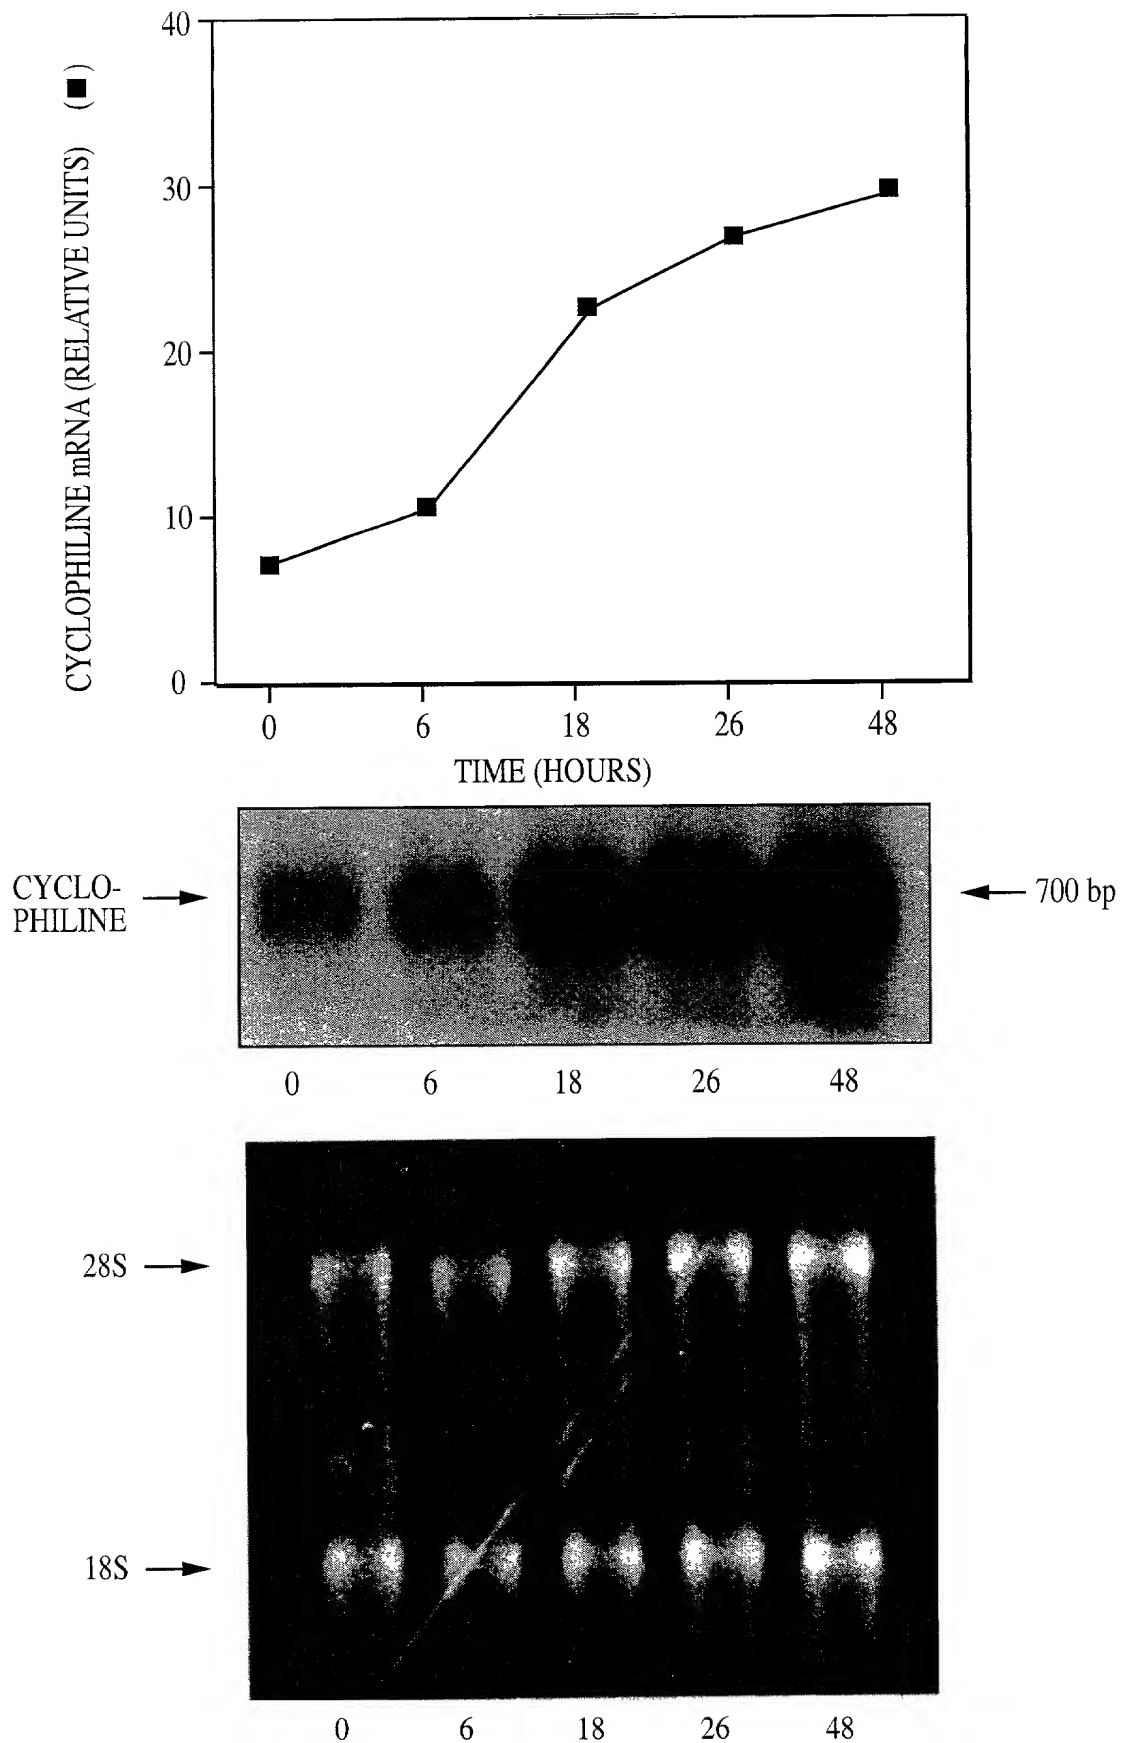 40
30
20
10
0
CYCLOPHILINE mRNA (RELATIVE UNITS) (■)
0 6 18 26 48
TIME (HOURS)
CYCLO-
PHILINE
700 bp
0 6 18 26 48
28S
18S
0 6 18 26 48